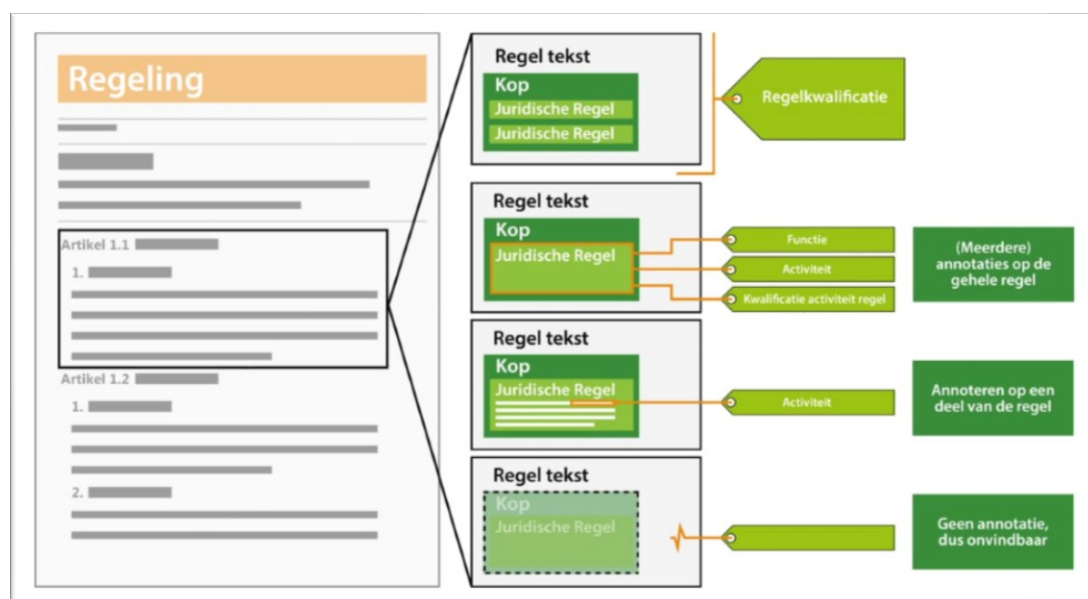 Regeling
Artikel 1.1
1.
Artikel 1.2
1.
2.
Regel tekst
Kop
Juridische Regel
Juridische Regel
Regelkwalificatie
Regel tekst
Kop
Juridische Regel
Functie
Activiteit
Kwalificatie activiteit regel
(Meerdere)
annotaties op de
gehele regel
Regel tekst
Kop
Juridische Regel
Activiteit
Annoteren op een
deel van de regel
Regel tekst
Kop
Juridische Regel
Geen annotatie,
dus onvindbaar